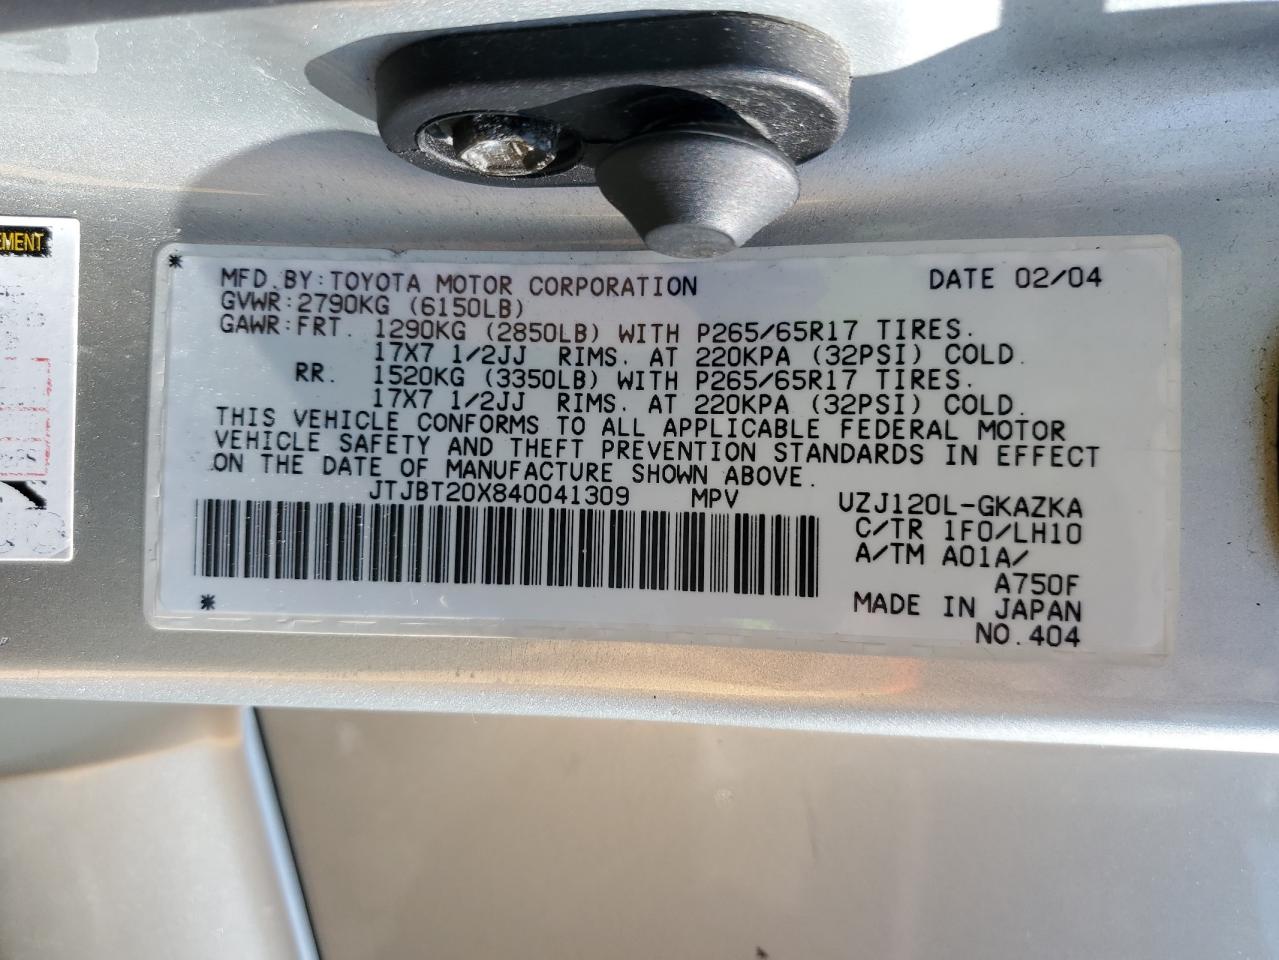 EMENT
MFD.BY:TOYOTA MOTOR CORPORATION DATE 02/04
GVWR:2790KG (6150LB)
GAWR:FRT. 1290KG (2850LB) WITH P265/65R17 TIRES.
17X7 1/2JJ RIMS. AT 220KPA (32PSI) COLD.
RR. 1520KG (3350LB) WITH P265/65R17 TIRES.
17X7 1/2JJ RIMS. AT 220KPA (32PSI) COLD.
THIS VEHICLE CONFORMS TO ALL APPLICABLE FEDERAL MOTOR
VEHICLE SAFETY AND THEFT PREVENTION STANDARDS IN EFFECT
ON THE DATE OF MANUFACTURE SHOWN ABOVE.
JTJBT20X840041309 MPV UZJ120L-GKAZKA
C/TR 1F0/LH10
A/TM A01A/
A750F
MADE IN JAPAN
NO.404